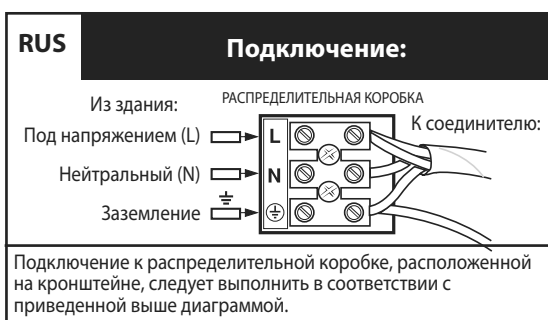 RUS
Подключение:
Из здания:
РАСПРЕДЕЛИТЕЛЬНАЯ КОРОБКА
К соединителю:
Под напряжением (L)
L
Нейтральный (N)
N
Заземление
Подключение к распределительной коробке, расположенной
на кронштейне, следует выполнить в соответствии с
приведенной выше диаграммой.